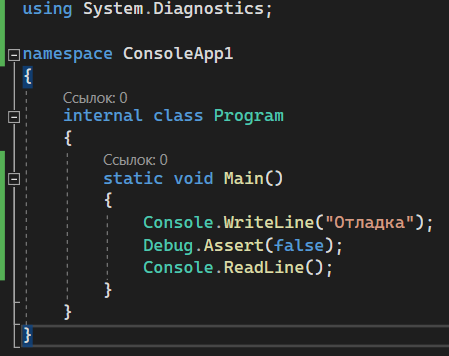 using System.Diagnostics;
namespace ConsoleApp1
{
Ссылок: 0
internal class Program
{
Ссылок: 0
static void Main()
{
Console.WriteLine("Отладка");
Debug.Assert(false);
Console.ReadLine();
}
}
}